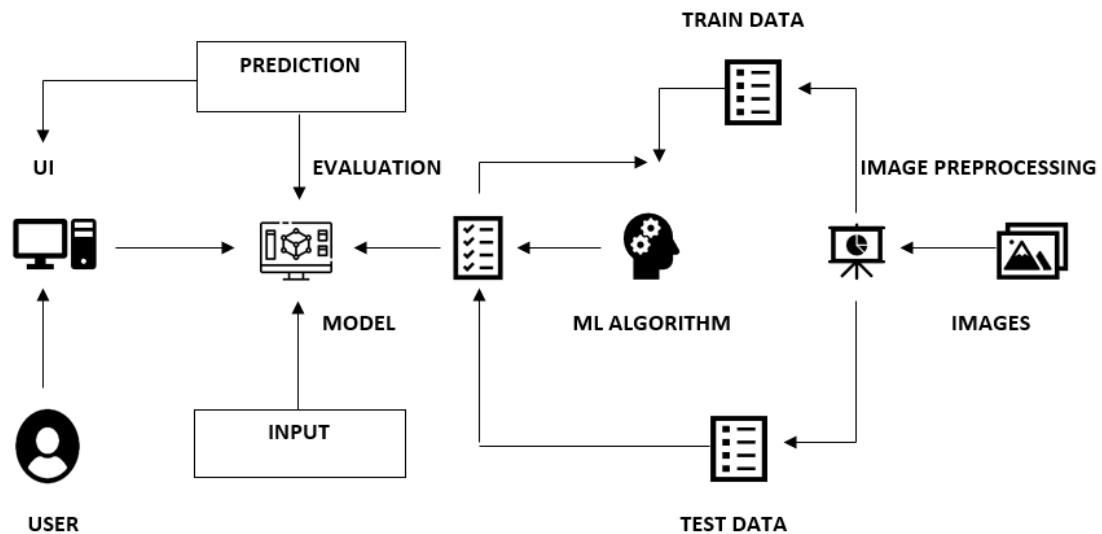 TRAIN DATA
PREDICTION
UI
EVALUATION
IMAGE PREPROCESSING
MODEL
ML ALGORITHM
IMAGES
INPUT
USER
TEST DATA